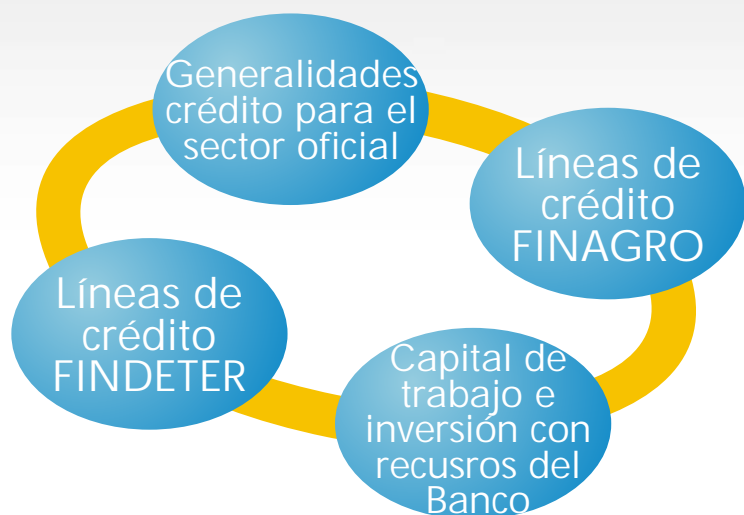 Generalidades
crédito para el
sector oficial
Líneas de
crédito
FINAGRO
Capital de
trabajo e
inversión con
recusros del
Banco
Líneas de
crédito
FINDETER